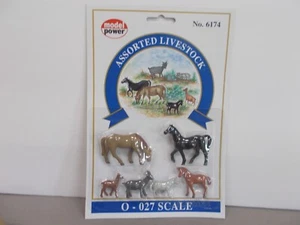 model
power
No. 6174
ASSORTED LIVESTOCK
O - 027 SCALE